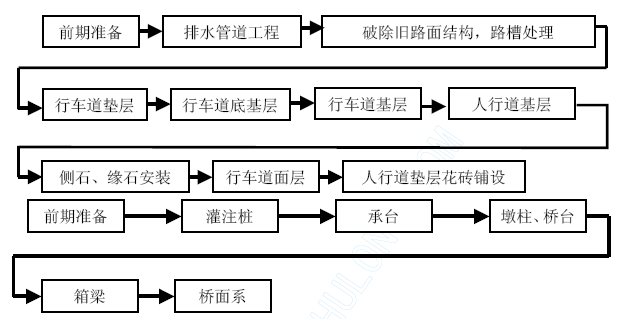 前期准备 排水管道工程 破除旧路面结构，路槽处理
行车道垫层 行车道底基层 行车道基层 人行道基层
侧石、缘石安装 行车道面层 人行道垫层花砖铺设
前期准备 灌注桩 承台 墩柱、桥台
箱梁 桥面系